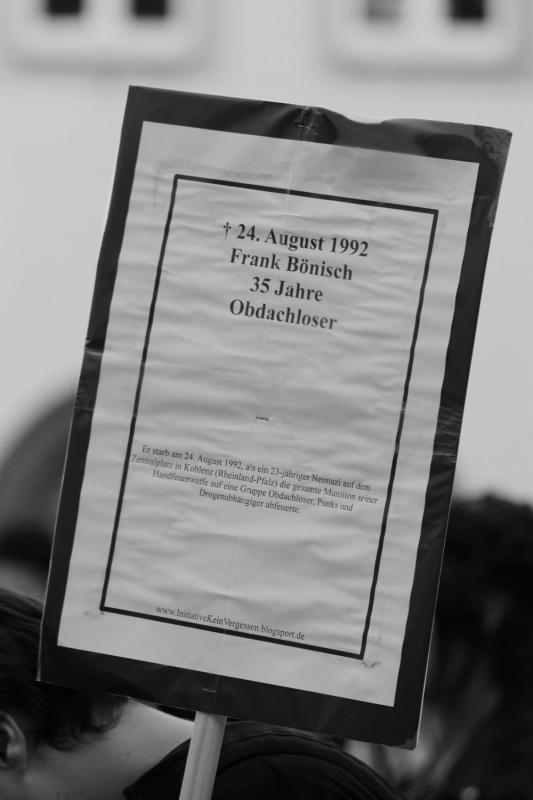 † 24. August 1992
Frank Bönisch
35 Jahre
Obdachloser
Er starb am 24. August 1992, als ein 23-jähriger Neonazi auf dem
Zentralplatz in Koblenz (Rheinland-Pfalz) die gesamte Munition seiner
Handfeuerwaffe auf eine Gruppe Obdachloser, Punks und
Drogenabhängiger abfeuerte.
www.InitiativeKeinVergessen.blogsport.de